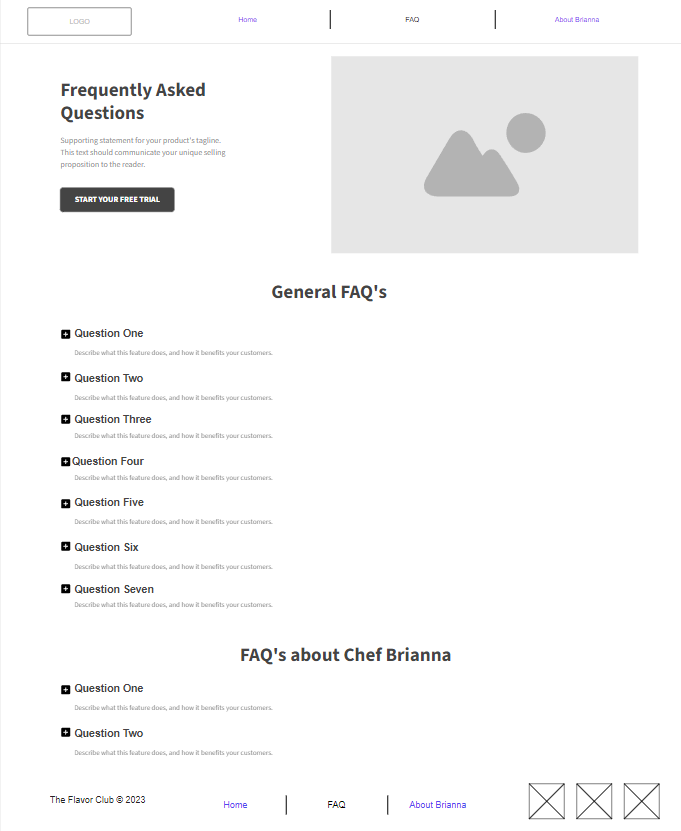 LOGO
Home
FAQ
About Brianna
Frequently Asked
Questions
Supporting statement for your product's tagline.
This text should communicate your unique selling
proposition to the reader.
START YOUR FREE TRIAL
General FAQ's
Question One
Describe what this feature does, and how it benefits your customers.
Question Two
Describe what this feature does, and how it benefits your customers.
Question Three
Describe what this feature does, and how it benefits your customers.
Question Four
Describe what this feature does, and how it benefits your customers.
Question Five
Describe what this feature does, and how it benefits your customers.
Question Six
Describe what this feature does, and how it benefits your customers.
Question Seven
Describe what this feature does, and how it benefits your customers.
FAQ's about Chef Brianna
Question One
Describe what this feature does, and how it benefits your customers.
Question Two
Describe what this feature does, and how it benefits your customers.
The Flavor Club © 2023
Home
FAQ
About Brianna